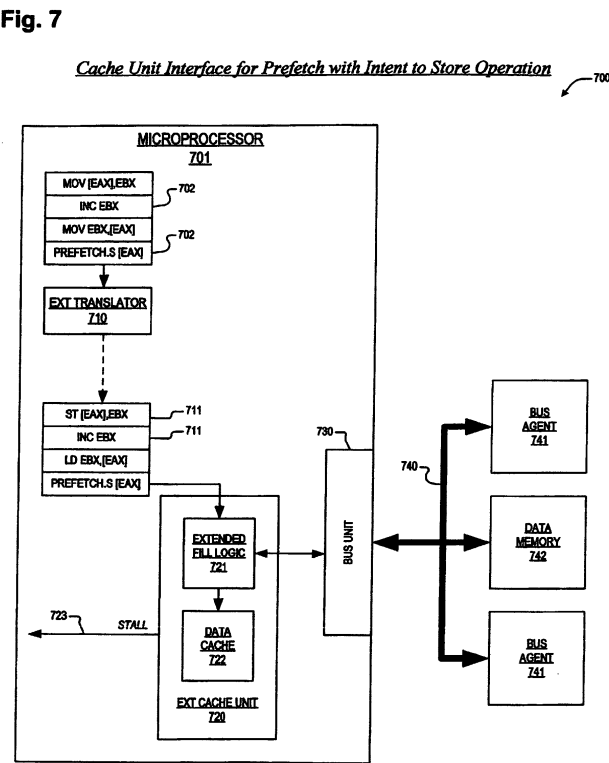 Fig. 7
Cache Unit Interface for Prefetch with Intent to Store Operation
700
MICROPROCESSOR
701
MOV [EAX],EBX
INC EBX
MOV EBX,[EAX]
PREFETCH.S [EAX]
702
702
EXT TRANSLATOR
710
ST [EAX],EBX
INC EBX
LD EBX,[EAX]
PREFETCH.S [EAX]
711
711
EXTENDED
FILL LOGIC
721
DATA
CACHE
722
EXT CACHE UNIT
720
723
STALL
730
BUS UNIT
740
BUS
AGENT
741
DATA
MEMORY
742
BUS
AGENT
741